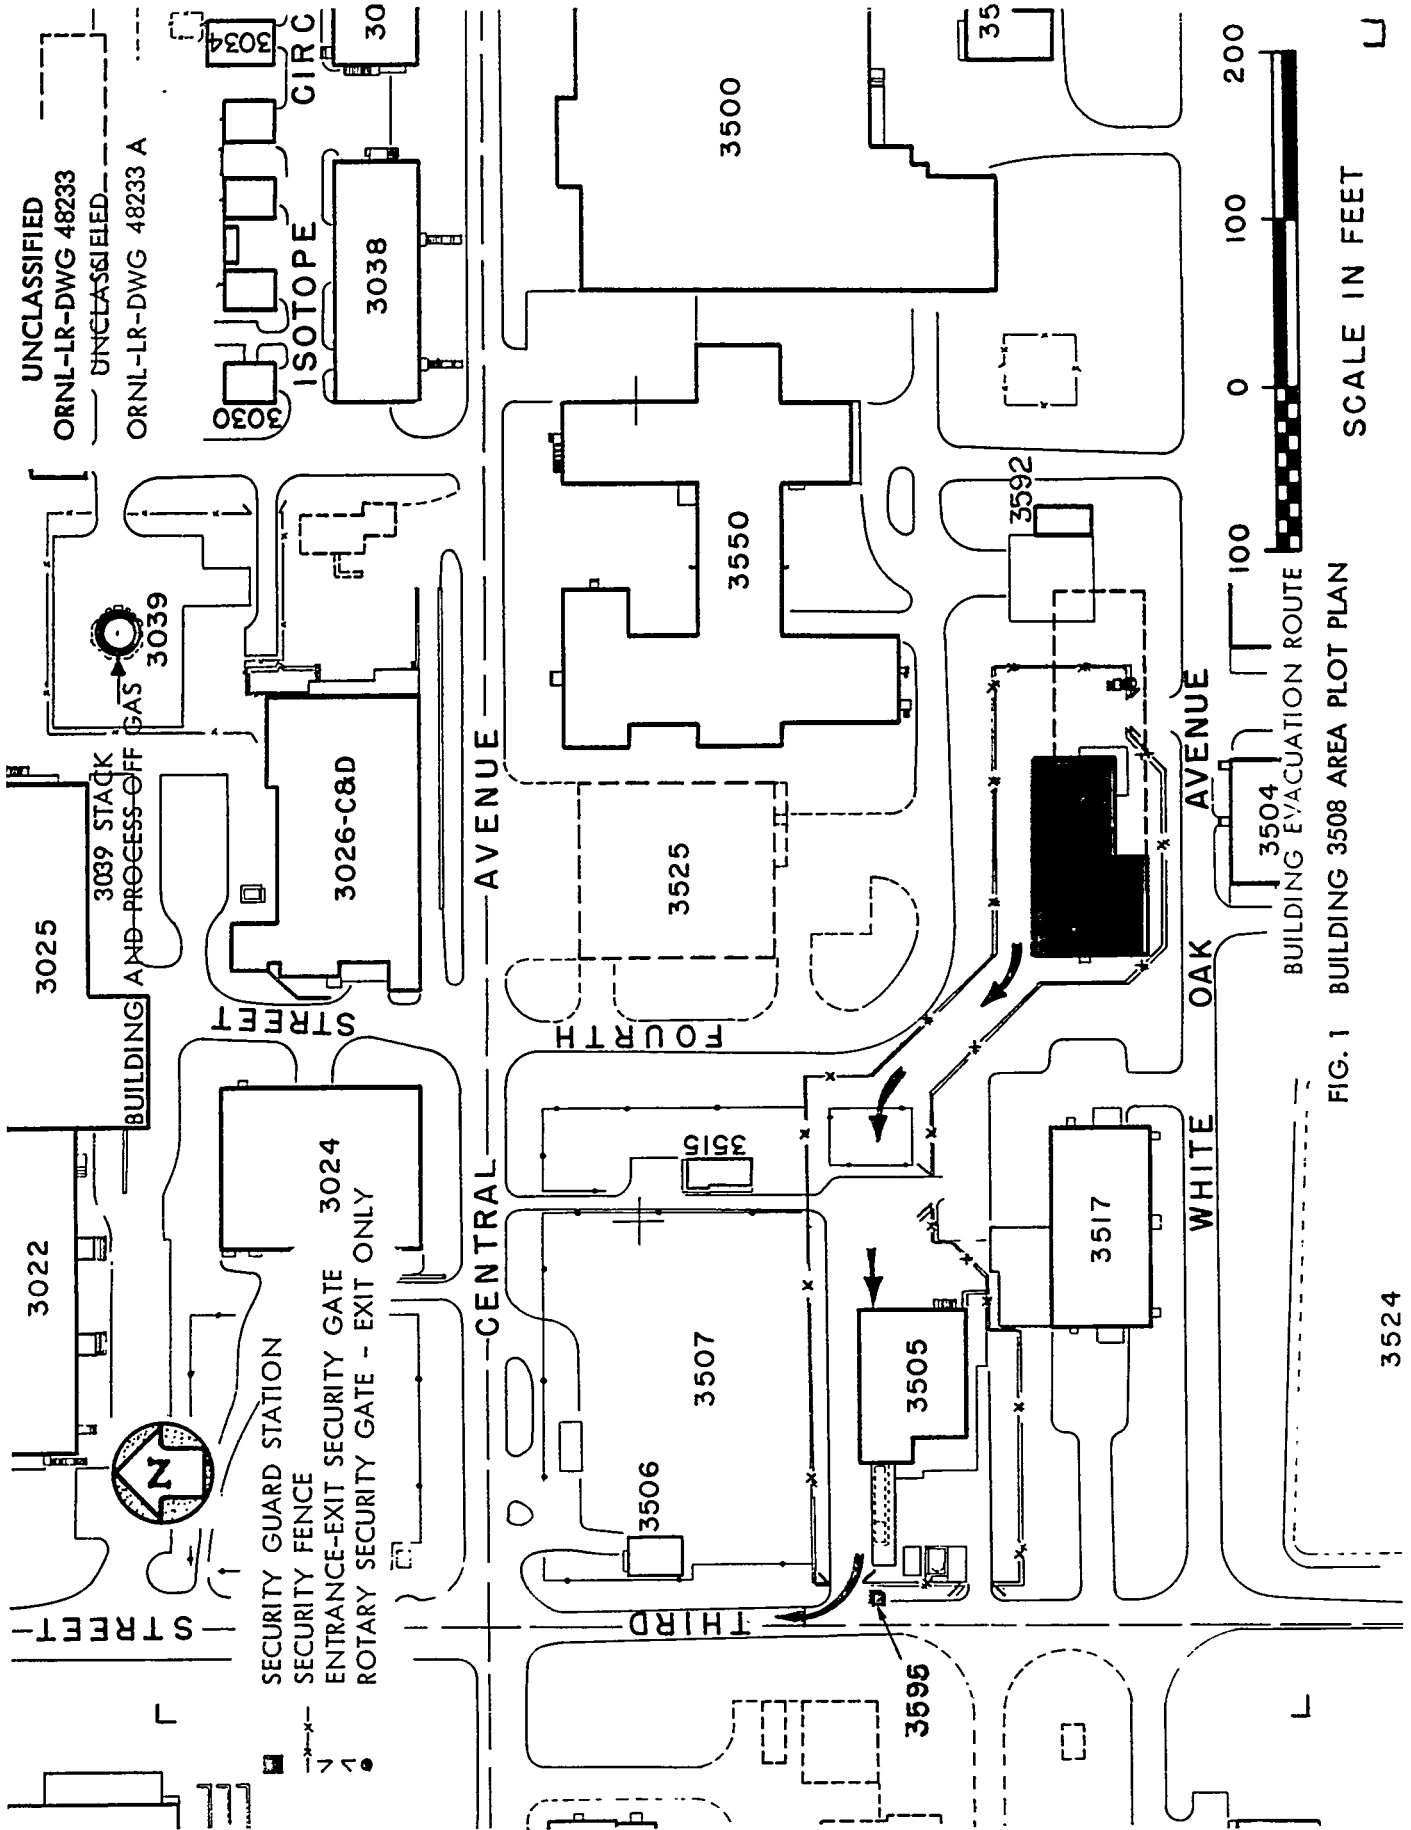 UNCLASSIFIED
ORNL-LR-DWG 48233
UNCLASSIFIED
ORNL-LR-DWG 48233 A
3034
CIRC
30
35
3500
ISOTOPE
3038
3030
3039
3039 STACK
BUILDING AND PROCESS OFF GAS
3025
3026-C&D
3550
3592
3525
AVENUE
STREET
FOURTH
3022
3024
3515
CENTRAL
3507
3506
3505
3517
3504
WHITE OAK AVENUE
3524
N
SECURITY GUARD STATION
SECURITY FENCE
ENTRANCE-EXIT SECURITY GATE
ROTARY SECURITY GATE - EXIT ONLY
STREET
THIRD
3595
BUILDING EVACUATION ROUTE
100 0 100 200
SCALE IN FEET
FIG. 1 BUILDING 3508 AREA PLOT PLAN